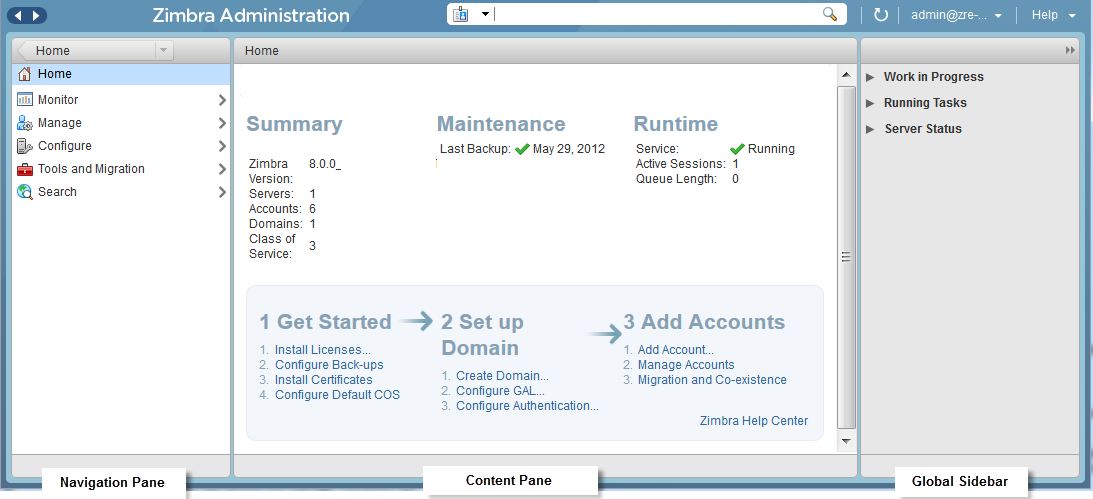 Zimbra Administration
admin@zre-...
Help
Home
Home
Monitor
Manage
Configure
Tools and Migration
Search
Home
Summary
Zimbra Version: 8.0.0_
Servers: 1
Accounts: 6
Domains: 1
Class of Service: 3
Maintenance
Last Backup: May 29, 2012
Runtime
Service: Running
Active Sessions: 1
Queue Length: 0
1 Get Started
1. Install Licenses...
2. Configure Back-ups
3. Install Certificates
4. Configure Default COS
2 Set up
Domain
1. Create Domain...
2. Configure GAL...
3. Configure Authentication...
3 Add Accounts
1. Add Account...
2. Manage Accounts
3. Migration and Co-existence
Zimbra Help Center
Work in Progress
Running Tasks
Server Status
Navigation Pane
Content Pane
Global Sidebar